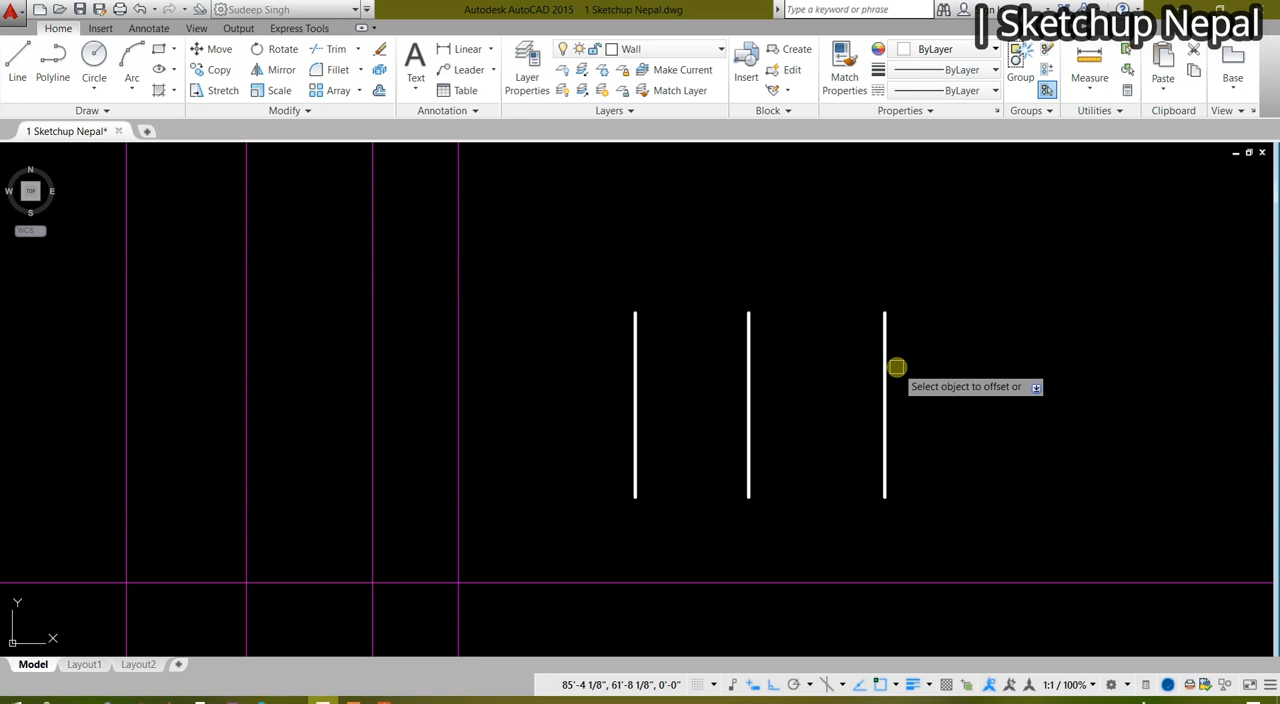 Sudeep Singh
Autodesk AutoCAD 2015 1 Sketchup Nepal.dwg
Type a keyword or phrase
| Sketchup Nepal
Home Insert Annotate View Output Express Tools
Line Polyline Circle Arc
Move Rotate Trim
Copy Mirror Fillet
Stretch Scale Array
Text Linear
Leader
Table
Layer Properties
Wall
Make Current
Match Layer
Insert Create
Edit
Match Properties
ByLayer
ByLayer
ByLayer
Group Measure Paste Base
Draw Modify Annotation Layers Block Properties Groups Utilities Clipboard View
1 Sketchup Nepal*
N
W TOP E
S
WCS
Select object to offset or
Y
X
Model Layout1 Layout2
85'-4 1/8", 61'-8 1/8", 0'-0"
1:1 / 100%